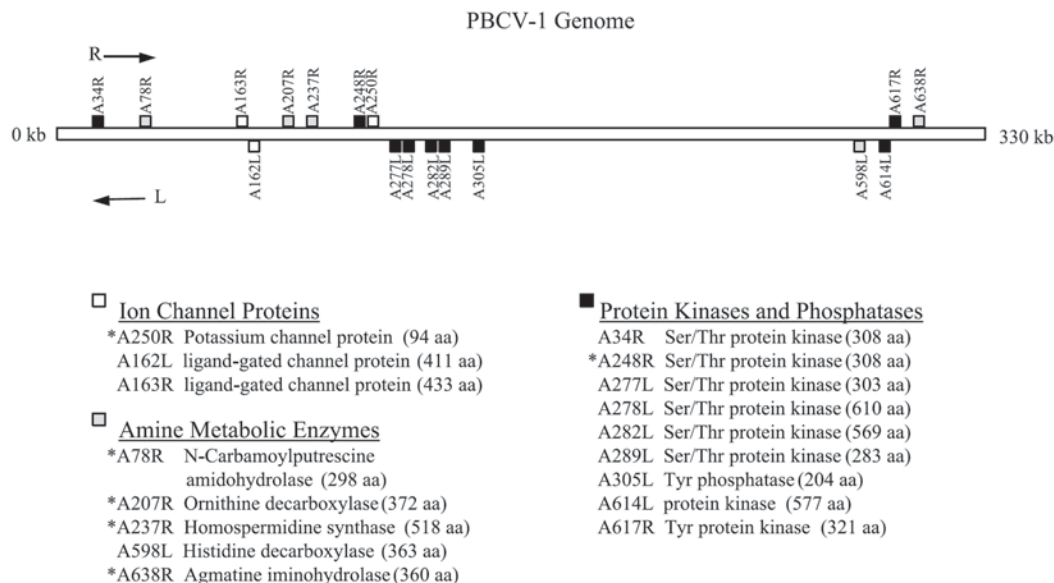 PBCV-1 Genome
R
A34R
A78R
A163R
A207R
A237R
A248R
A250R
A617R
A638R
0 kb
330 kb
A162L
A277L
A278L
A282L
A289L
A305L
A598L
A614L
L
Ion Channel Proteins
*A250R Potassium channel protein (94 aa)
A162L ligand-gated channel protein (411 aa)
A163R ligand-gated channel protein (433 aa)
Amine Metabolic Enzymes
*A78R N-Carbamoylputrescine
amidohydrolase (298 aa)
*A207R Ornithine decarboxylase (372 aa)
*A237R Homospermidine synthase (518 aa)
A598L Histidine decarboxylase (363 aa)
*A638R Agmatine iminohydrolase (360 aa)
Protein Kinases and Phosphatases
A34R Ser/Thr protein kinase (308 aa)
*A248R Ser/Thr protein kinase (308 aa)
A277L Ser/Thr protein kinase (303 aa)
A278L Ser/Thr protein kinase (610 aa)
A282L Ser/Thr protein kinase (569 aa)
A289L Ser/Thr protein kinase (283 aa)
A305L Tyr phosphatase (204 aa)
A614L protein kinase (577 aa)
A617R Tyr protein kinase (321 aa)